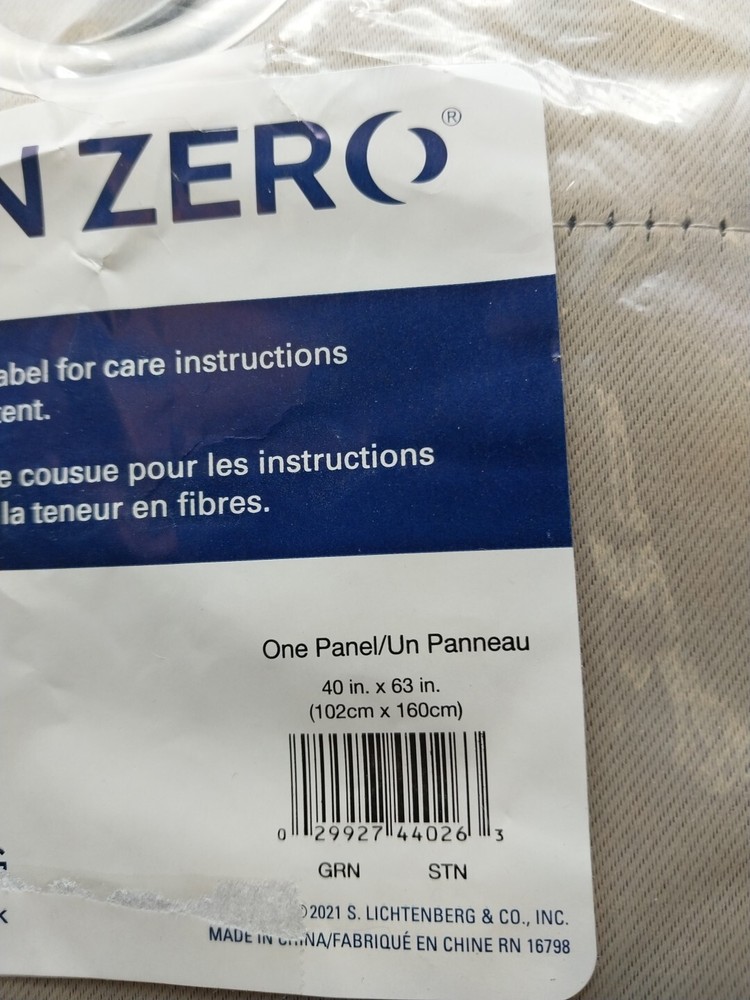 N ZERO®
abel for care instructions
tent.
e cousue pour les instructions
la teneur en fibres.
One Panel/Un Panneau
40 in. x 63 in.
(102cm x 160cm)
0 29927 44026 3
GRN STN
©2021 S. LICHTENBERG & CO., INC.
MADE IN CHINA/FABRIQUÉ EN CHINE RN 16798